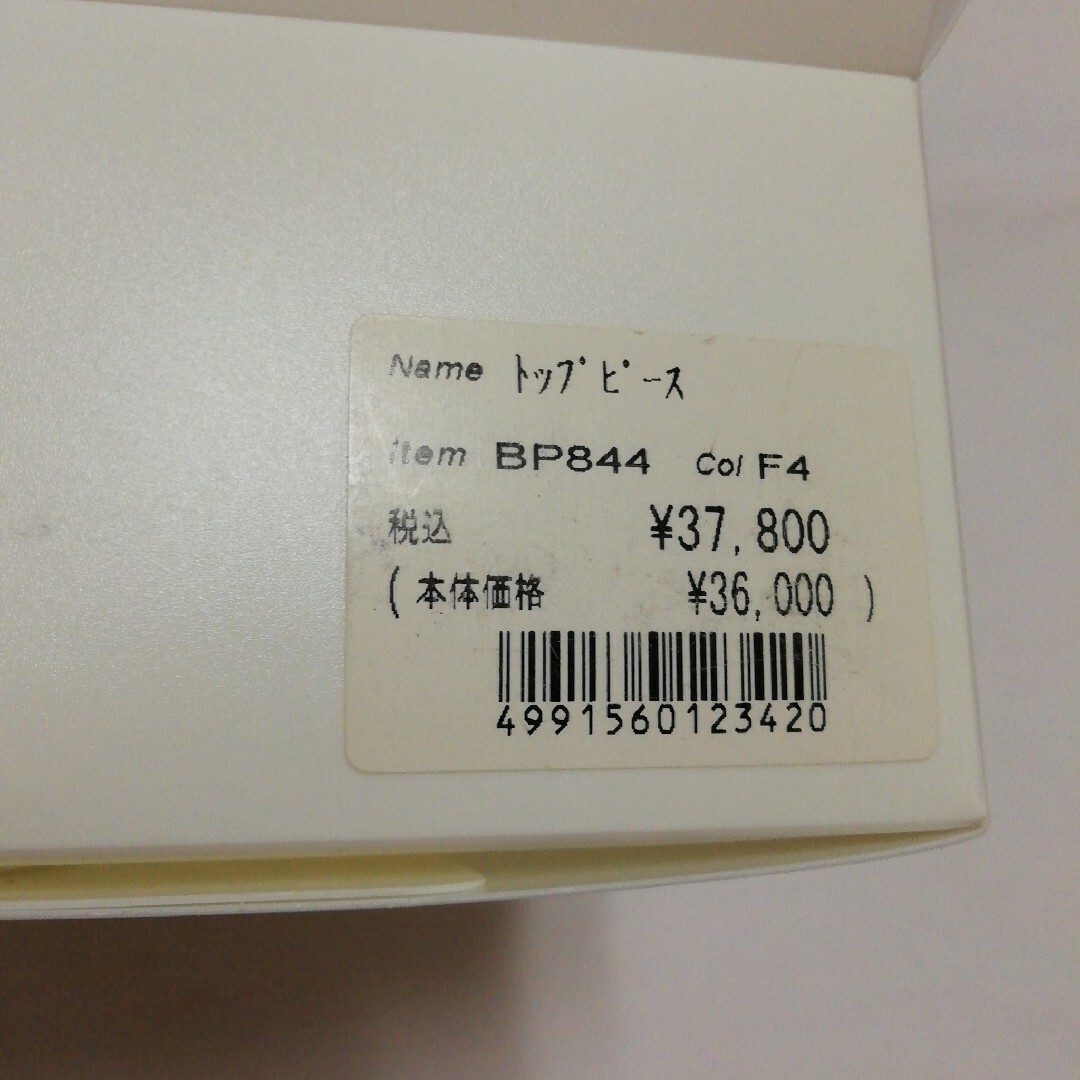 Name ﾄｯﾌﾟﾋﾟｰｽ
Item BP844 Col F4
税込 ¥37,800
( 本体価格 ¥36,000 )
4991560123420